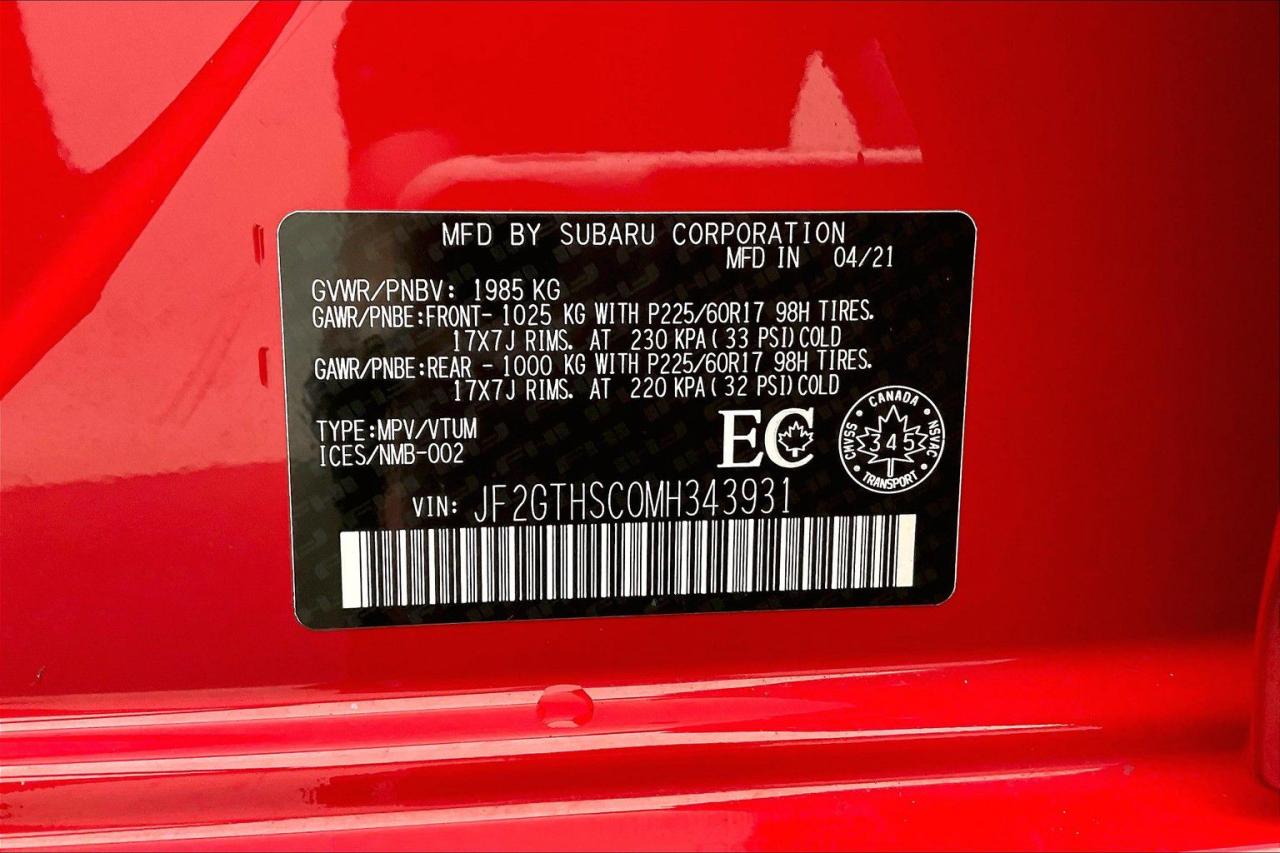 MFD BY SUBARU CORPORATION
MFD IN 04/21
GVWR/PNBV: 1985 KG
GAWR/PNBE:FRONT- 1025 KG WITH P225/60R17 98H TIRES.
17X7J RIMS. AT 230 KPA(33 PSI)COLD
GAWR/PNBE:REAR - 1000 KG WITH P225/60R17 98H TIRES.
17X7J RIMS. AT 220 KPA(32 PSI)COLD
TYPE:MPV/VTUM
ICES/NMB-002
EC
CANADA
CMVSS
345
NSVAC
TRANSPORT
VIN: JF2GTHSC0MH343931